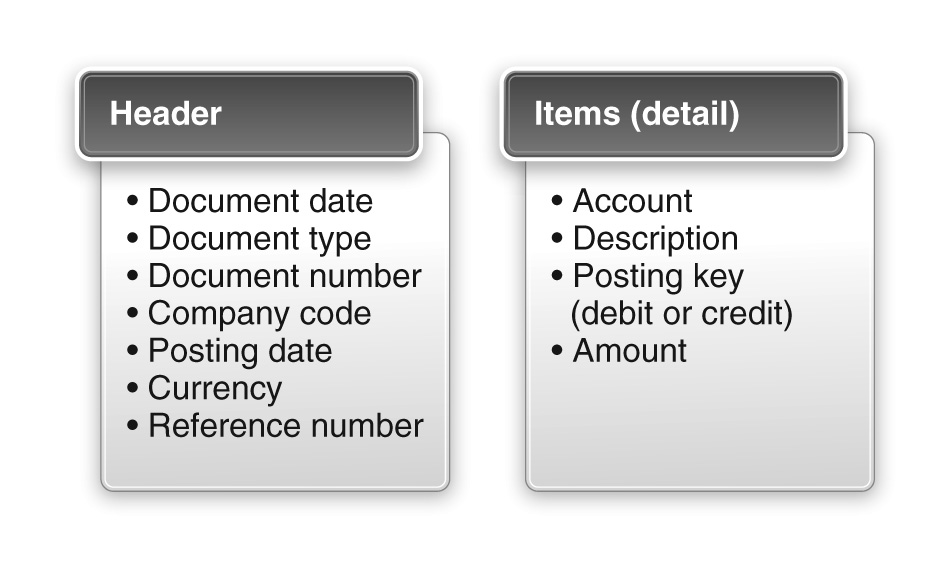 Header
• Document date
• Document type
• Document number
• Company code
• Posting date
• Currency
• Reference number
Items (detail)
• Account
• Description
• Posting key
(debit or credit)
• Amount